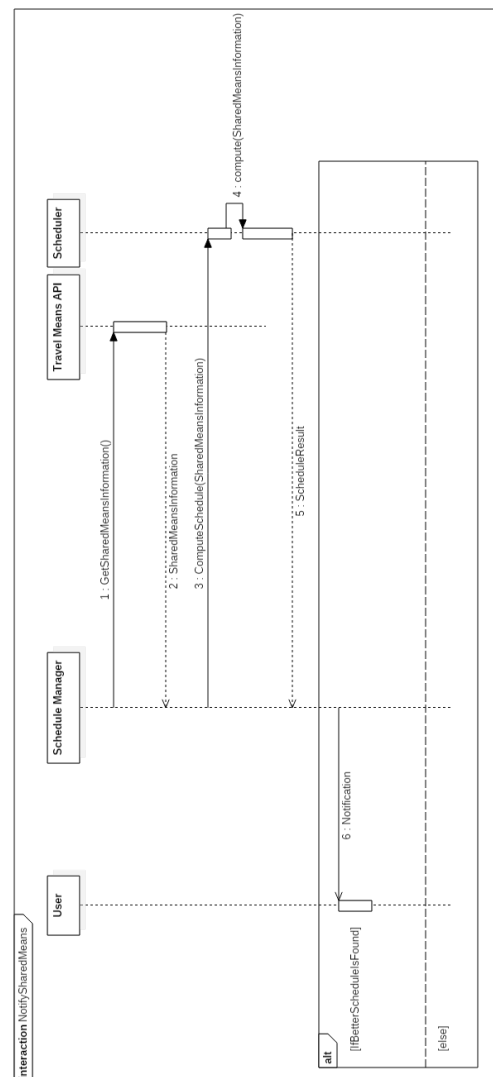 nteraction NotifySharedMeans
User
Schedule Manager
Travel Means API
Scheduler
1 : GetSharedMeansInformation()
2 : SharedMeansInformation
3 : ComputeSchedule(SharedMeansInformation)
4 : compute(SharedMeansInformation)
5 : ScheduleResult
alt
[IfBetterScheduleIsFound]
6 : Notification
[else]